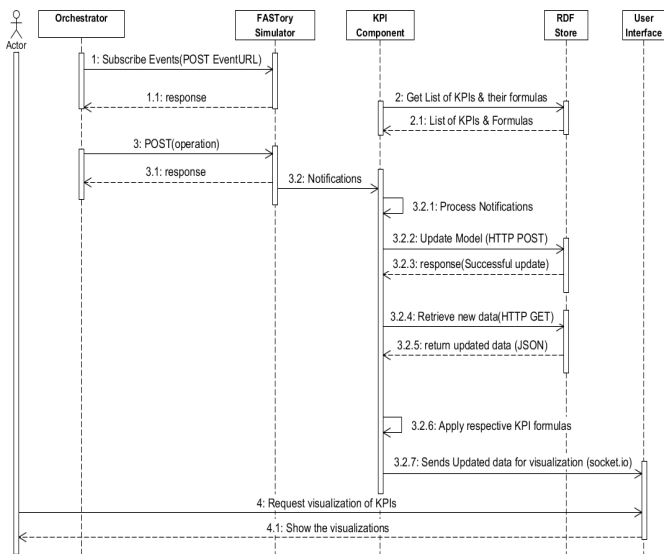 Orchestrator
FASTory
Simulator
KPI
Component
RDF
Store
User
Interface
Actor
1: Subscribe Events(POST EventURL)
1.1: response
2: Get List of KPIs & their formulas
2.1: List of KPIs & Formulas
3: POST(operation)
3.1: response
3.2: Notifications
3.2.1: Process Notifications
3.2.2: Update Model (HTTP POST)
3.2.3: response(Successful update)
3.2.4: Retrieve new data(HTTP GET)
3.2.5: return updated data (JSON)
3.2.6: Apply respective KPI formulas
3.2.7: Sends Updated data for visualization (socket.io)
4: Request visualization of KPIs
4.1: Show the visualizations